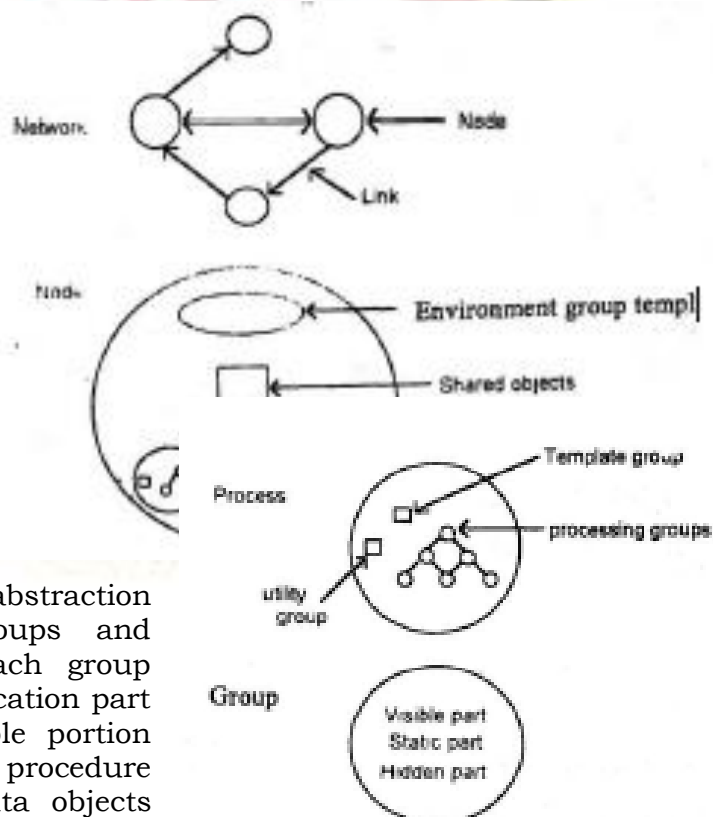 Network
Node
Link
Node
Environment group templ
Shared objects
Template group
Process
processing groups
utility group
abstraction
oups and
ach group
cation part
le portion
procedure
ta objects
Group
Visible part
Static part
Hidden part